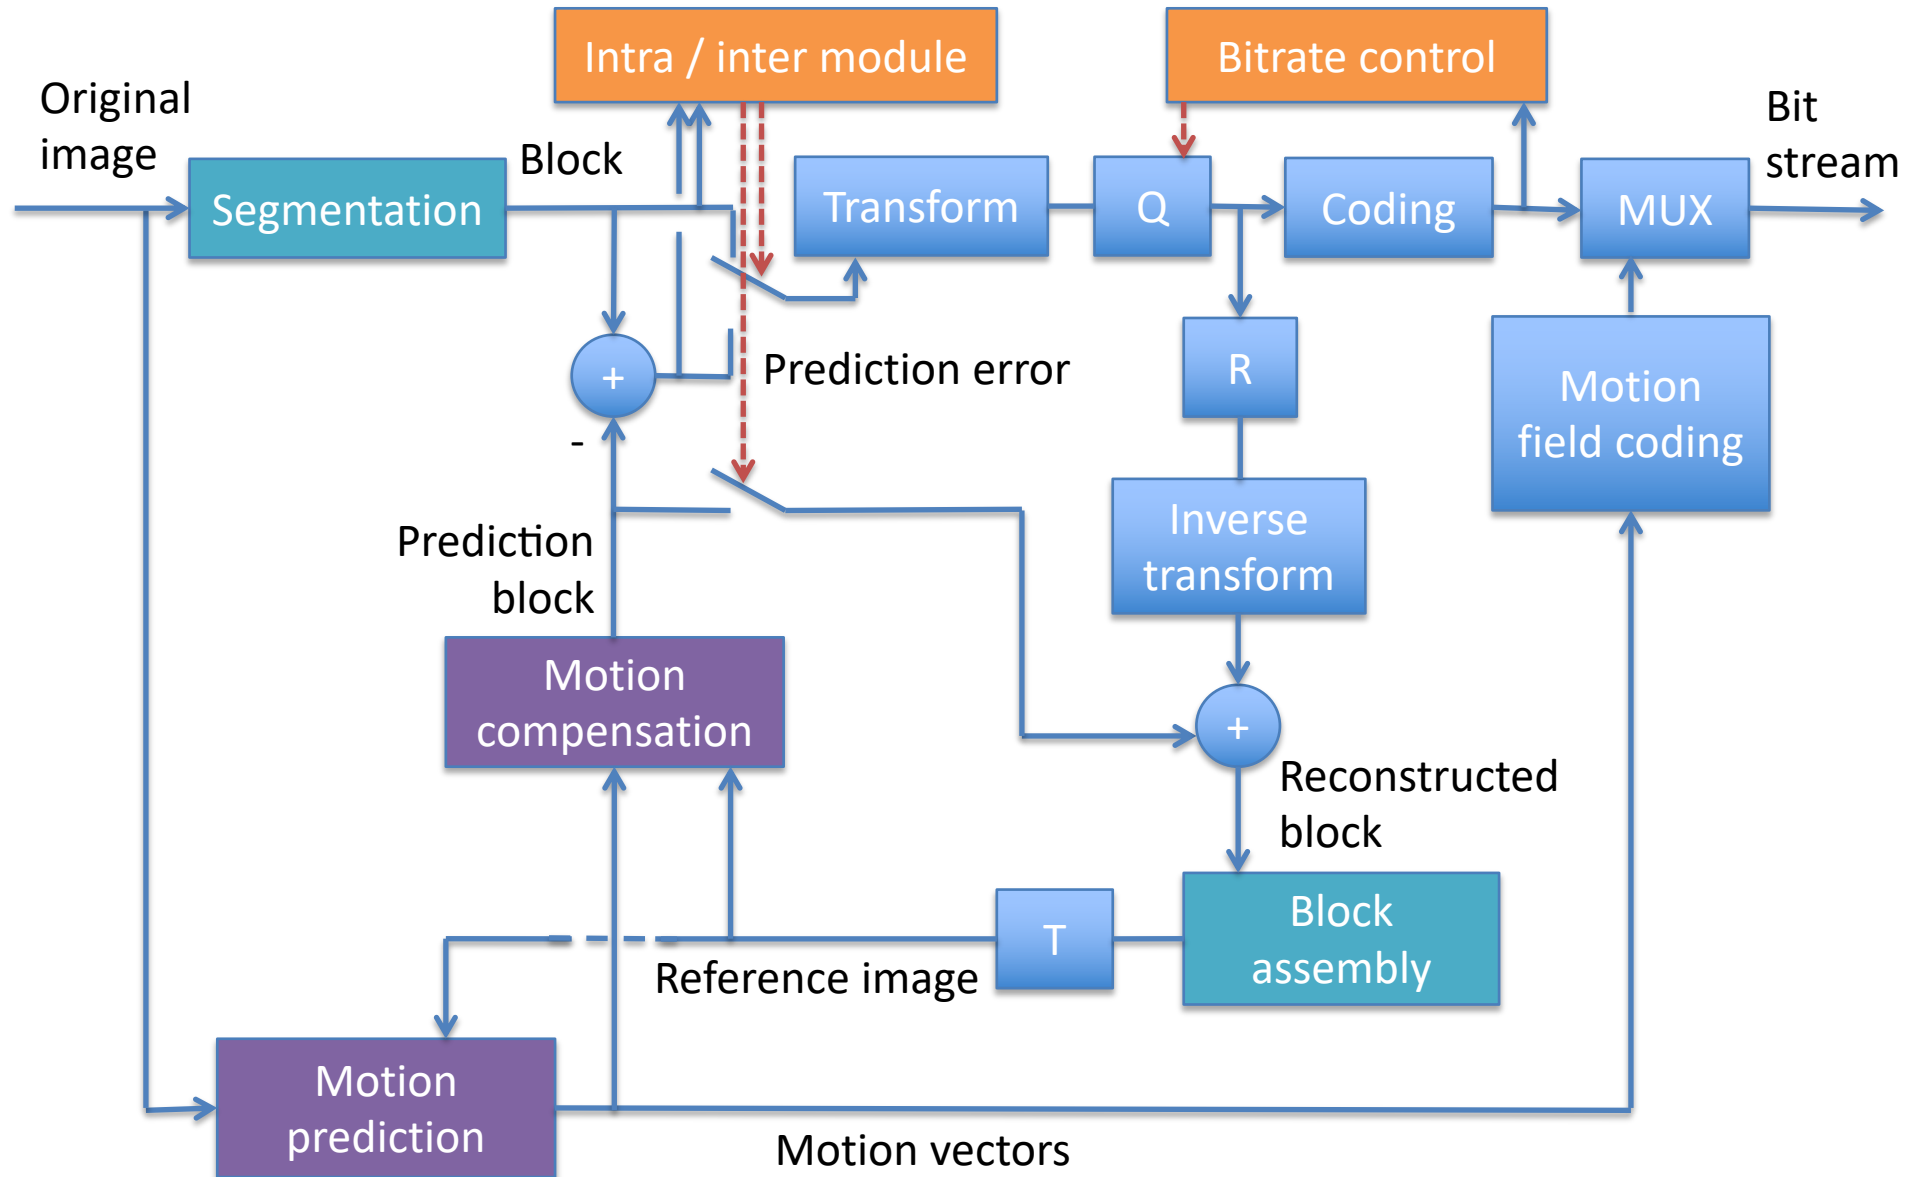 Intra / inter module
Bitrate control
Original
image
Block
Bit
stream
Segmentation
Transform
Q
Coding
MUX
+
Prediction error
R
Motion
field coding
-
Prediction
block
Inverse
transform
Motion
compensation
+
Reconstructed
block
Block
assembly
T
Reference image
Motion
prediction
Motion vectors